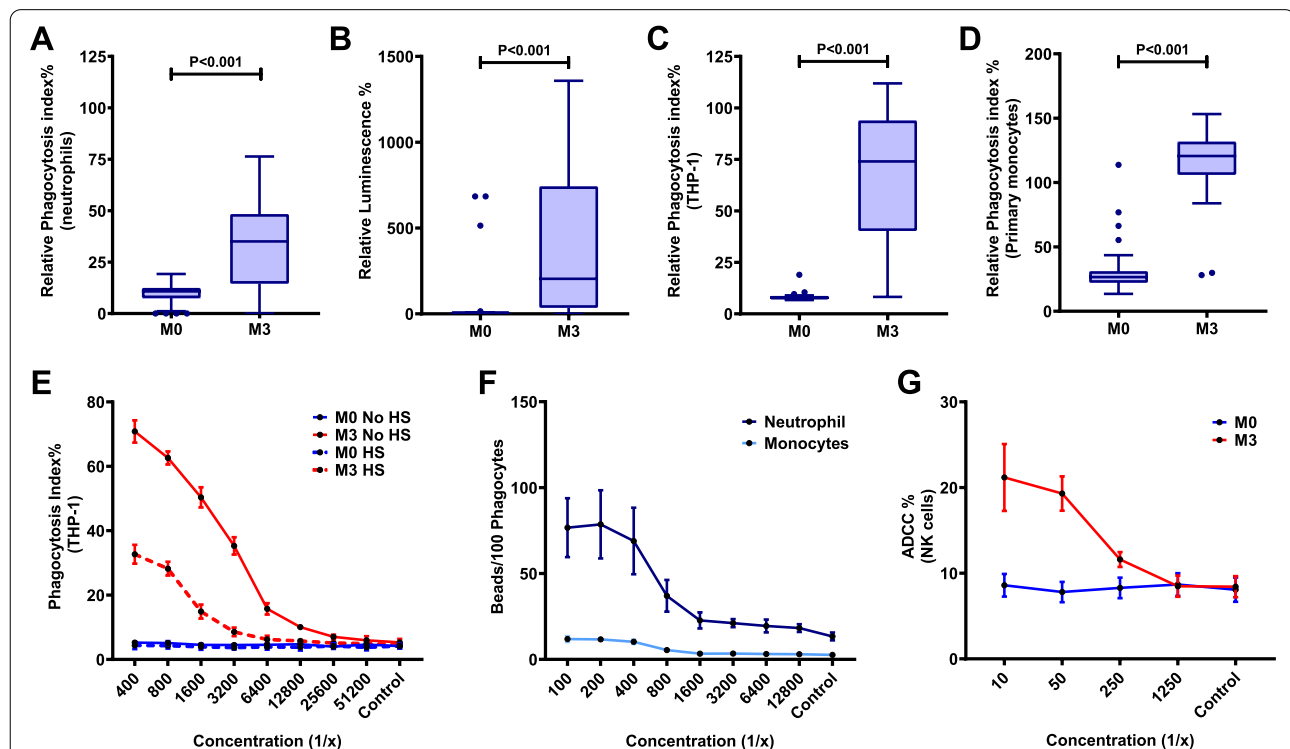 A
Relative Phagocytosis index%
(neutrophils)
125
100
75
50
25
0
P<0.001
M0 M3
B
Relative Luminescence %
1500
1000
500
0
P<0.001
M0 M3
C
Relative Phagocytosis index%
(THP-1)
125
100
75
50
25
0
P<0.001
M0 M3
D
Relative Phagocytosis index %
(Primary monocytes)
200
150
100
50
0
P<0.001
M0 M3
E
Phagocytosis Index%
(THP-1)
80
60
40
20
0
M0 No HS
M3 No HS
M0 HS
M3 HS
400 800 1600 3200 6400 12800 25600 51200 Control
Concentration (1/x)
F
Beads/100 Phagocytes
150
100
50
0
Neutrophil
Monocytes
100 200 400 800 1600 3200 6400 12800 Control
Concentration (1/x)
G
ADCC %
(NK cells)
30
20
10
0
M0
M3
10 50 250 1250 Control
Concentration (1/x)